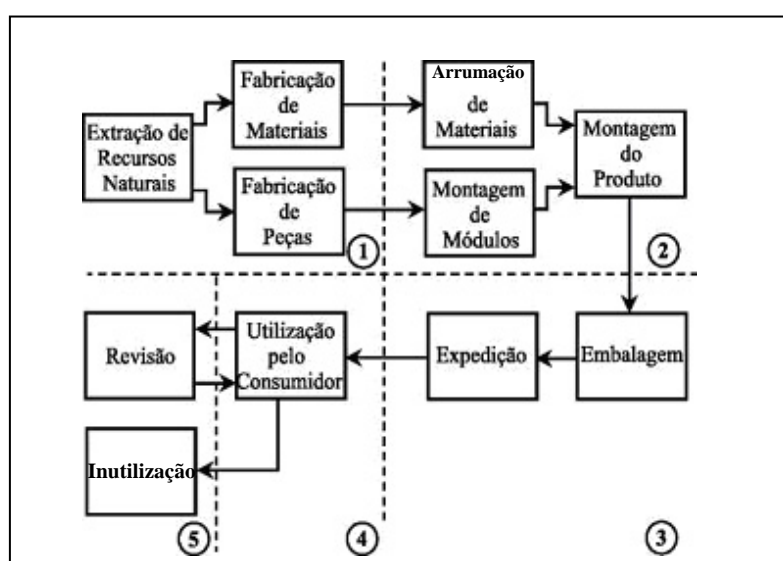 Extração de
Recursos
Naturais
Fabricação
de
Materiais
Fabricação
de
Peças
1
Arrumação
de
Materiais
Montagem
de
Módulos
Montagem
do
Produto
2
Revisão
Inutilização
5
Utilização
pelo
Consumidor
4
Expedição
Embalagem
3